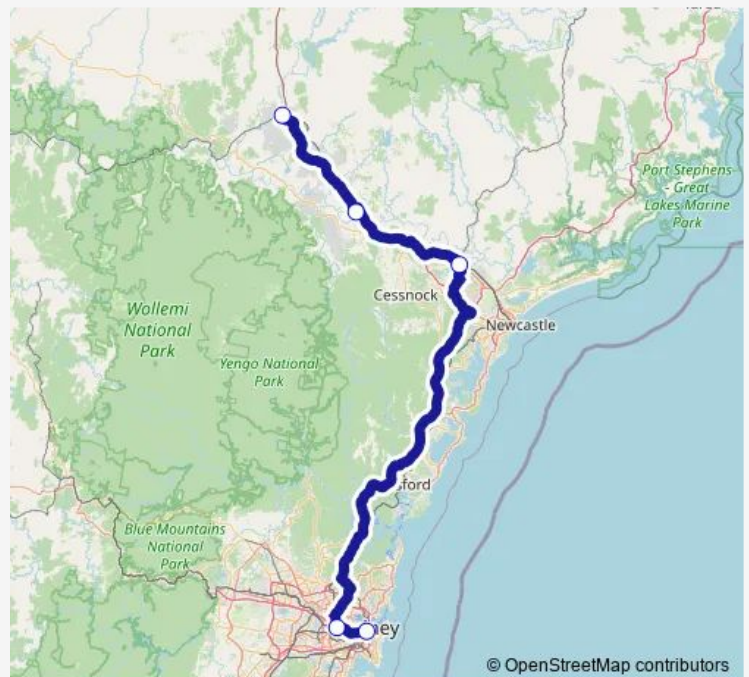 Port Stephens
- Great
Lakes Marine
Park
Cessnock
Newcastle
Wollemi
National
Park
Yengo National
Park
sford
Blue Mountains
National
Park
ney
© OpenStreetMap contributors